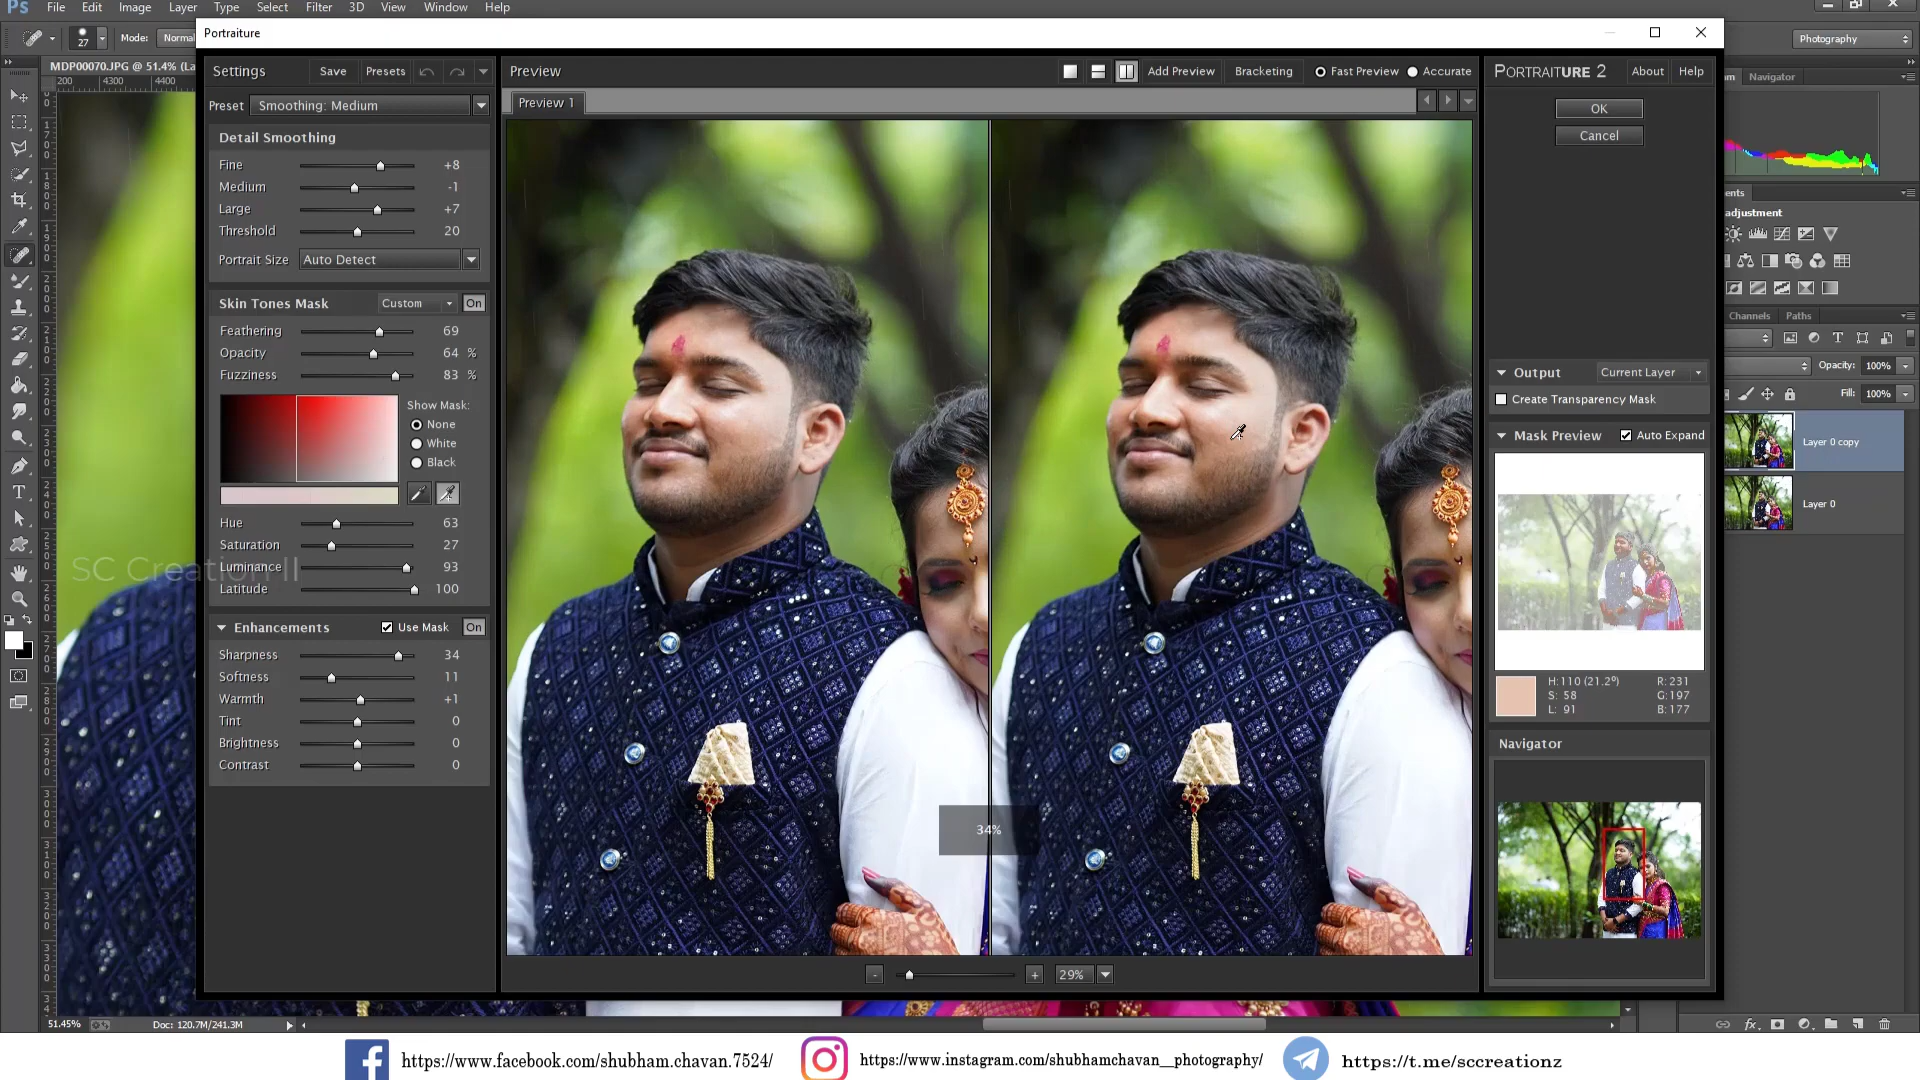 Ps File Edit Image Layer Type Select Filter 3D View Window Help
Portraiture
27 Mode: Normal
Photography
MDP00070.JPG @ 51.4% (La
200 4300 4400
Settings Save Presets
Preview Add Preview Bracketing Fast Preview Accurate
PORTRAITURE 2 About Help
Navigator
Preset Smoothing: Medium
Preview 1
OK
Cancel
Detail Smoothing
Fine +8
Medium -1
Large +7
Threshold 20
Portrait Size Auto Detect
Skin Tones Mask Custom On
Feathering 69
Opacity 64 %
Fuzziness 83 %
Show Mask:
None
White
Black
Hue 63
Saturation 27
Luminance 93
Latitude 100
SC Creation II
Enhancements Use Mask On
Sharpness 34
Softness 11
Warmth +1
Tint 0
Brightness 0
Contrast 0
34%
- + 29%
Output Current Layer
Create Transparency Mask
Mask Preview Auto Expand
H:110 (21.2º) R:231
S: 58 G:197
L: 91 B:177
Navigator
ents
adjustment
Channels Paths
Opacity: 100%
Fill: 100%
Layer 0 copy
Layer 0
51.45% Doc: 120.7M/241.3M
https://www.facebook.com/shubham.chavan.7524/ https://www.instagram.com/shubhamchavan__photography/ https://t.me/sccreationz